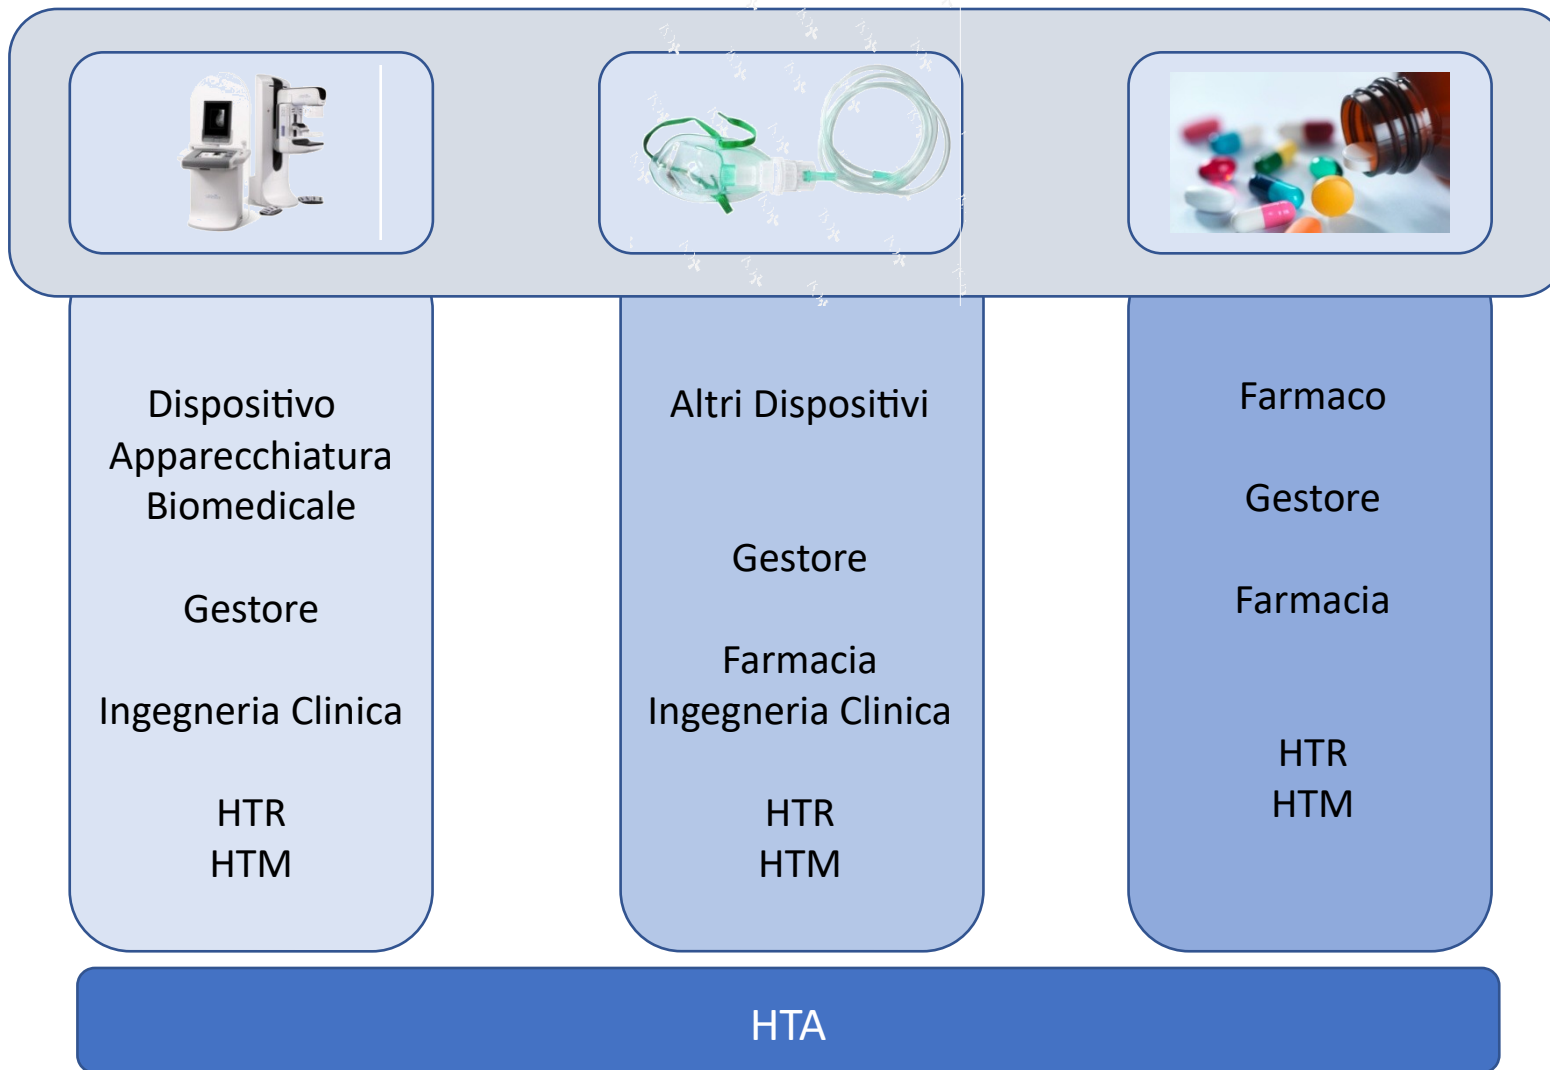 Dispositivo
Apparecchiatura
Biomedicale
Gestore
Ingegneria Clinica
HTR
HTM
Altri Dispositivi
Gestore
Farmacia
Ingegneria Clinica
HTR
HTM
Farmaco
Gestore
Farmacia
HTR
HTM
HTA